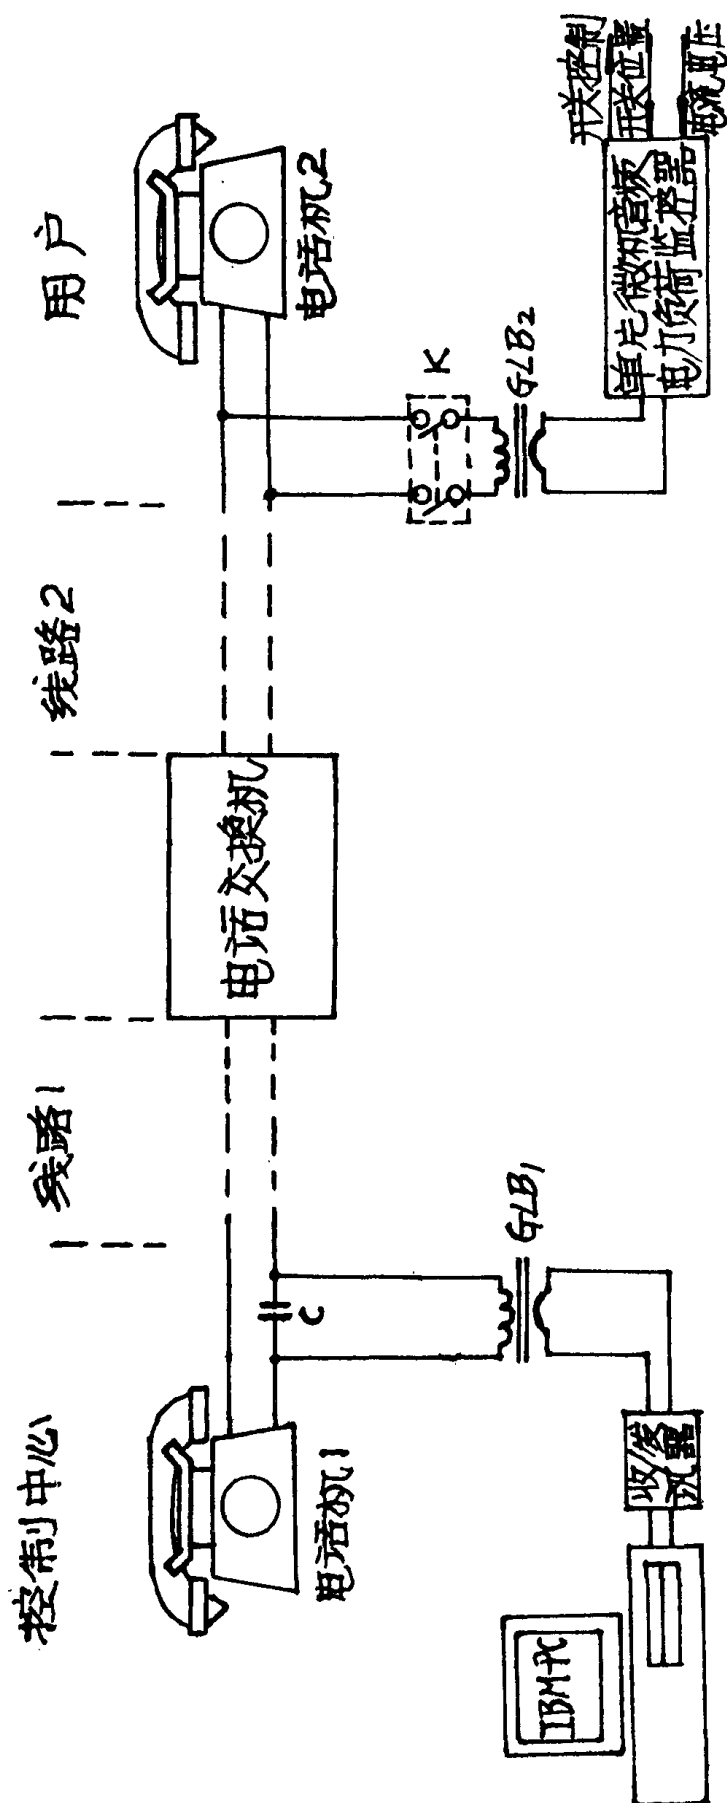 控制中心
线路1
线路2
用户
电话机1
C
电话交换机
电话机2
K
GLB1
GLB2
IBM-PC
收/发
讯器
单片微机音频
电力负荷监控器
开关控制
开关位置
电流电压